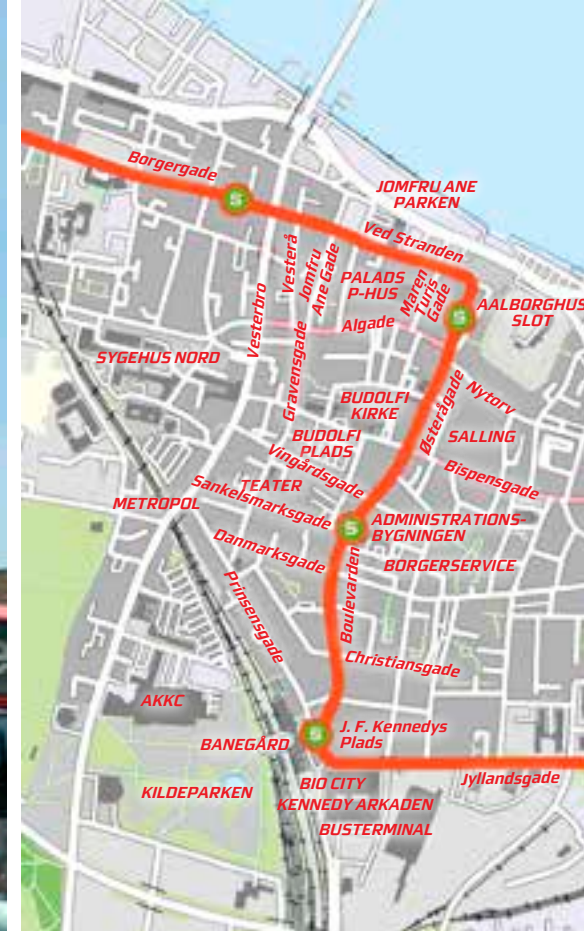 Borgergade
S
JOMFRU ANE
PARKEN
Ved Stranden
Vesterå
Jomfru
Ane Gade
PALADS
P-HUS
Maren
Turis
Gade
S
AALBORGHUS
SLOT
Algade
Vesterbro
SYGEHUS NORD
Gravensgade
BUDOLFI
KIRKE
Østerågade
Nytorv
BUDOLFI
PLADS
SALLING
Vingårdsgade
Bispensgade
TEATER
Sankelsmarksgade
METROPOL
S
ADMINISTRATIONS-
BYGNINGEN
Danmarksgade
BORGERSERVICE
Prinsensgade
Boulevarden
Christiansgade
AKKC
S
J. F. Kennedys
Plads
BANEGÅRD
KILDEPARKEN
BIO CITY
KENNEDY ARKADEN
BUSTERMINAL
Jyllandsgade